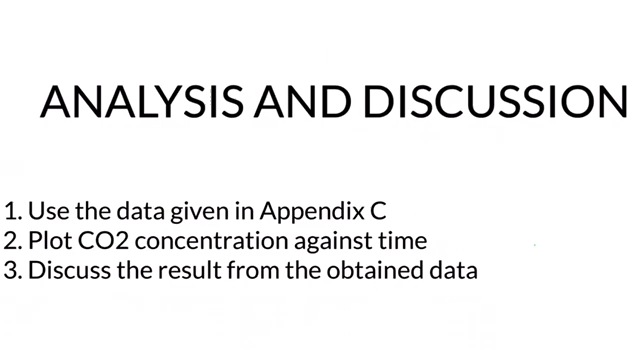 ANALYSIS AND DISCUSSION
1. Use the data given in Appendix C
2. Plot CO2 concentration against time
3. Discuss the result from the obtained data